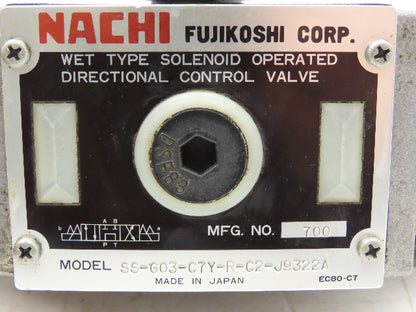 NACHI FUJIKOSHI CORP.
WET TYPE SOLENOID OPERATED
DIRECTIONAL CONTROL VALVE
A B
P T
MFG. NO. 700
MODEL SS-G03-C7Y-R-C2-J9322A
MADE IN JAPAN
EC80-C7